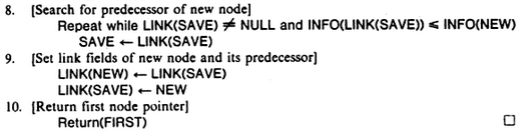 8. [Search for predecessor of new node]
Repeat while LINK(SAVE) ≠ NULL and INFO(LINK(SAVE)) ⩽ INFO(NEW)
SAVE ← LINK(SAVE)
9. [Set link fields of new node and its predecessor]
LINK(NEW) ← LINK(SAVE)
LINK(SAVE) ← NEW
10. [Return first node pointer]
Return(FIRST) □